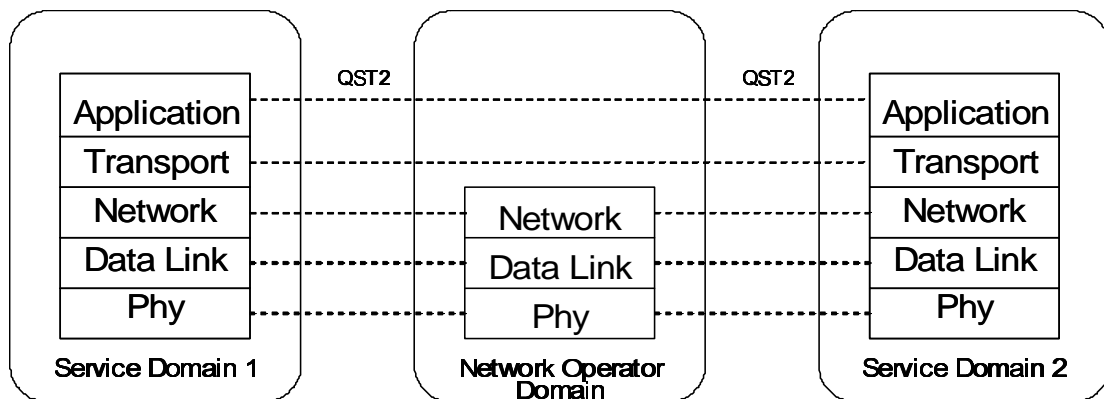 QST2
QST2
Application
Transport
Network
Data Link
Phy
Service Domain 1
Network
Data Link
Phy
Network Operator
Domain
Application
Transport
Network
Data Link
Phy
Service Domain 2